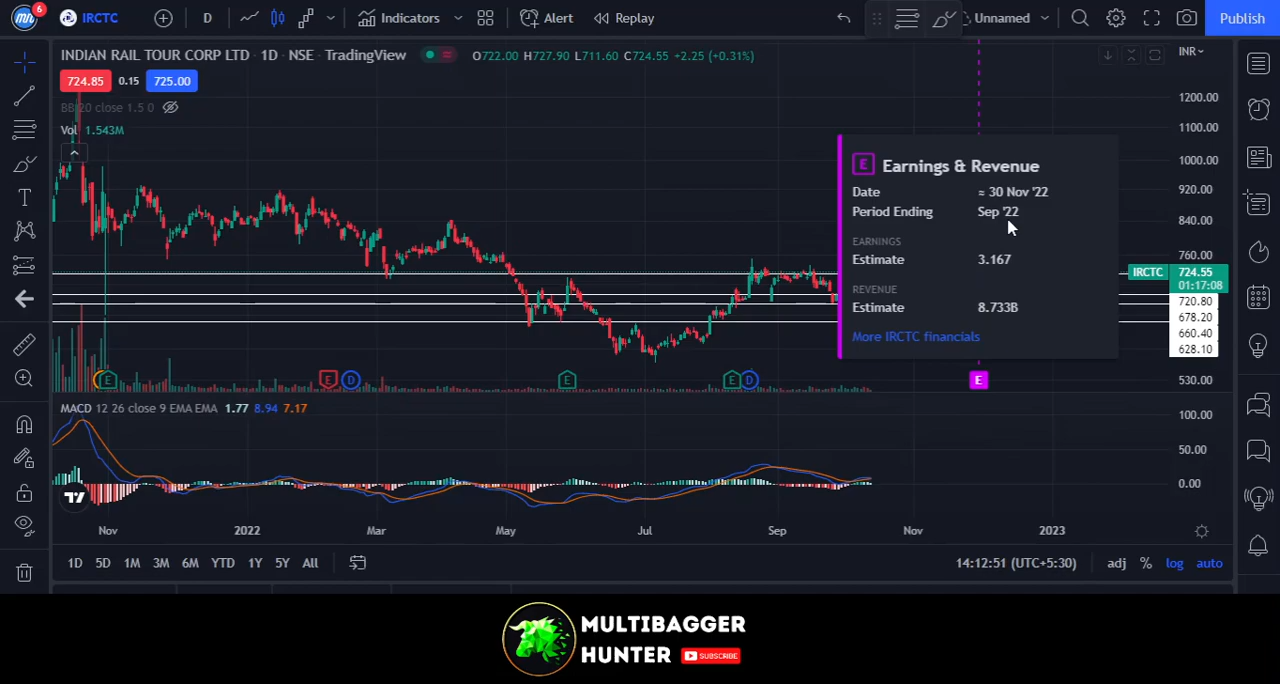 6
IRCTC
D
Indicators
Alert
Replay
Unnamed
Publish
INDIAN RAIL TOUR CORP LTD · 1D · NSE · TradingView
O722.00 H727.90 L711.60 C724.55 +2.25 (+0.31%)
INR
724.85 0.15 725.00
BB 20 close 1.5 0
Vol 1.543M
1200.00
1100.00
1000.00
920.00
840.00
760.00
IRCTC 724.55
01:17:08
720.80
678.20
660.40
628.10
530.00
E Earnings & Revenue
Date ≈ 30 Nov '22
Period Ending Sep '22
EARNINGS
Estimate 3.167
REVENUE
Estimate 8.733B
More IRCTC financials
E E D E E D E
MACD 12 26 close 9 EMA EMA 1.77 8.94 7.17
100.00
50.00
0.00
Nov 2022 Mar May Jul Sep Nov 2023
1D 5D 1M 3M 6M YTD 1Y 5Y All
14:12:51 (UTC+5:30) adj % log auto
MULTIBAGGER
HUNTER SUBSCRIBE